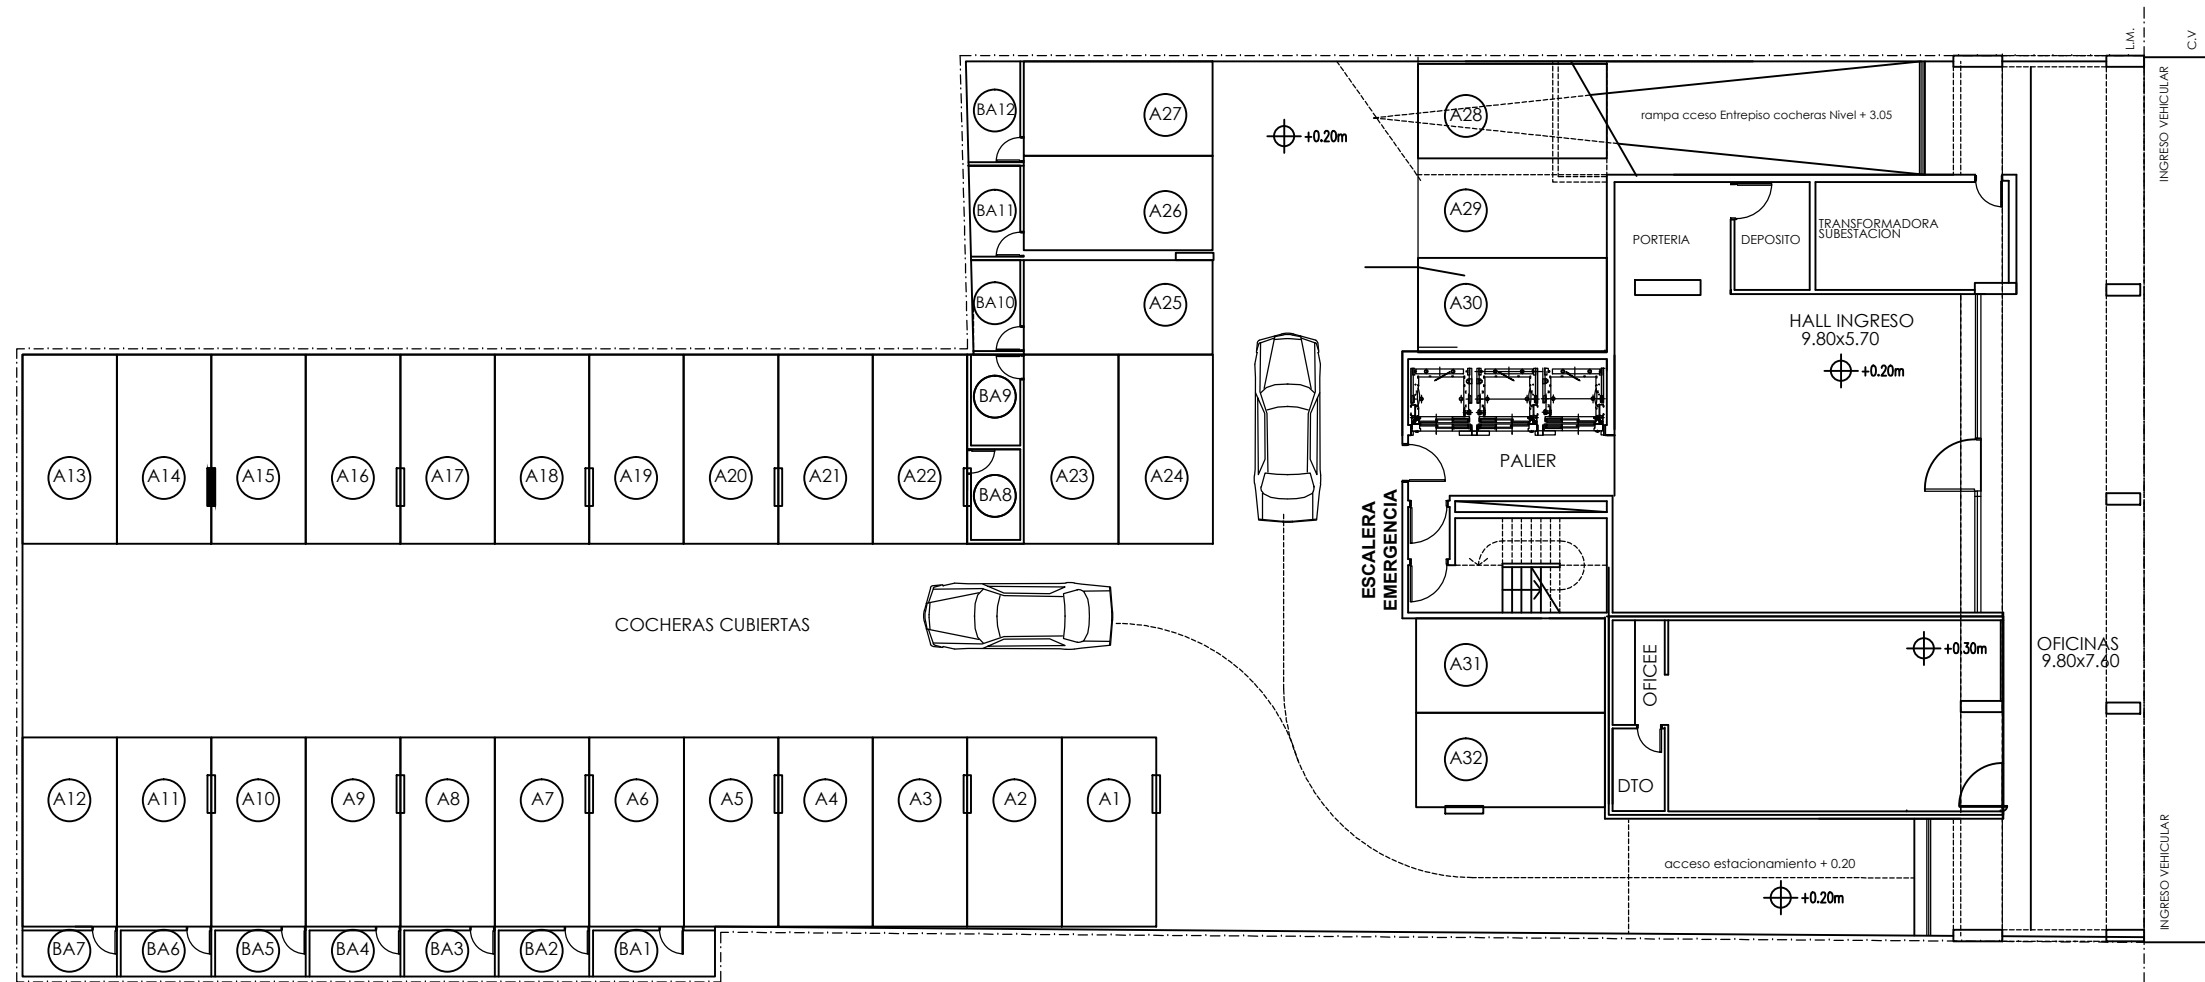 L.M.
C.V
INGRESO VEHICULAR
BA12
A27
A28
rampa cceso Entrepiso cocheras Nivel + 3.05
+0.20m
BA11
A26
A29
PORTERIA
DEPOSITO
TRANSFORMADORA
SUBESTACION
BA10
A25
A30
HALL INGRESO
9.80x5.70
+0.20m
BA9
PALIER
A13
A14
A15
A16
A17
A18
A19
A20
A21
A22
BA8
A23
A24
ESCALERA
EMERGENCIA
COCHERAS CUBIERTAS
A31
OFICEE
+0.30m
OFICINAS
9.80x7.60
A32
DTO
A12
A11
A10
A9
A8
A7
A6
A5
A4
A3
A2
A1
acceso estacionamiento + 0.20
+0.20m
INGRESO VEHICULAR
BA7
BA6
BA5
BA4
BA3
BA2
BA1